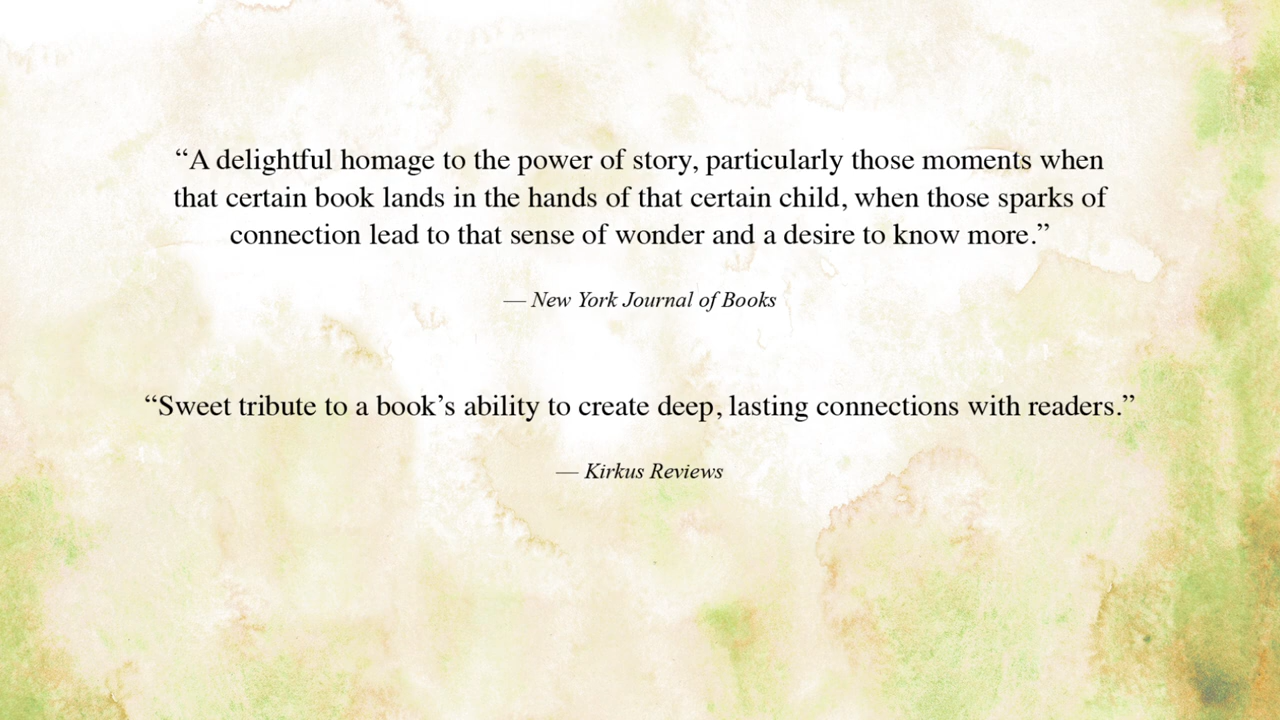 “A delightful homage to the power of story, particularly those moments when
that certain book lands in the hands of that certain child, when those sparks of
connection lead to that sense of wonder and a desire to know more.”
— New York Journal of Books
“Sweet tribute to a book’s ability to create deep, lasting connections with readers.”
— Kirkus Reviews